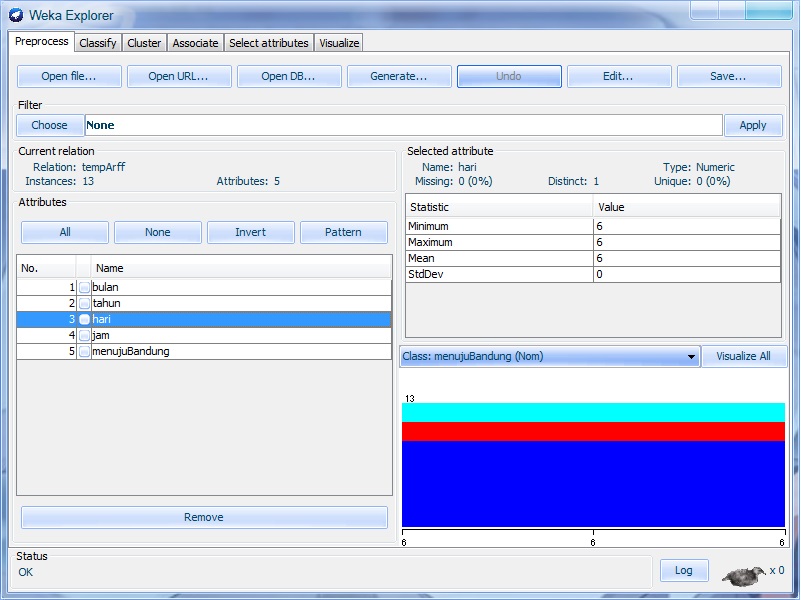 Weka Explorer
Preprocess Classify Cluster Associate Select attributes Visualize
Open file... Open URL... Open DB... Generate... Undo Edit... Save...
Filter
Choose None Apply
Current relation
Relation: tempArff
Instances: 13 Attributes: 5
Selected attribute
Name: hari Type: Numeric
Missing: 0 (0%) Distinct: 1 Unique: 0 (0%)
Attributes
All None Invert Pattern
No. Name
1 bulan
2 tahun
3 hari
4 jam
5 menujuBandung
Remove
Statistic Value
Minimum 6
Maximum 6
Mean 6
StdDev 0
Class: menujuBandung (Nom) Visualize All
13
6 6 6
Status
OK
Log x 0